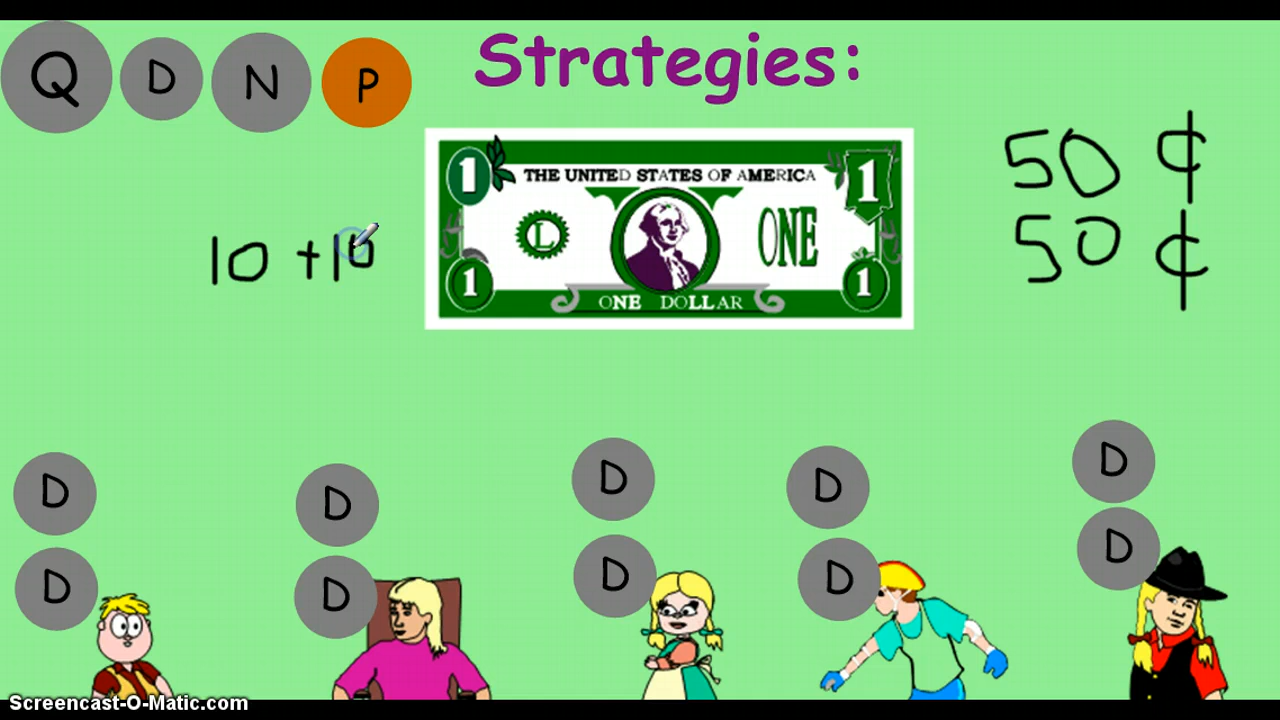 Q D N P
Strategies:
1 1
THE UNITED STATES OF AMERICA
L ONE
1 1
ONE DOLLAR
50 ¢
50 ¢
10 + 10
D D D D D
D D D D D
Screencast-O-Matic.com